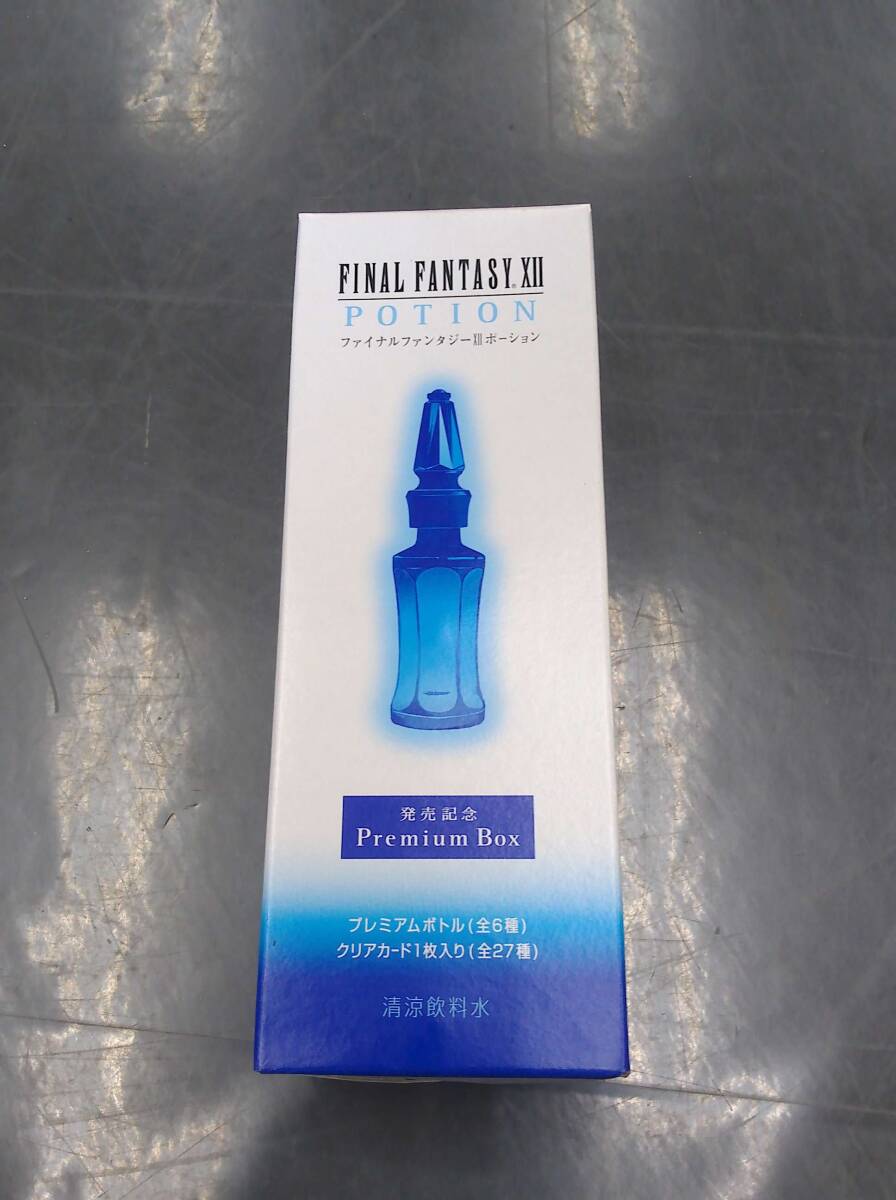 FINAL FANTASY® XII
POTION
ファイナルファンタジーXIIポーション
発売記念
Premium Box
プレミアムボトル(全6種)
クリアカード1枚入り(全27種)
清涼飲料水